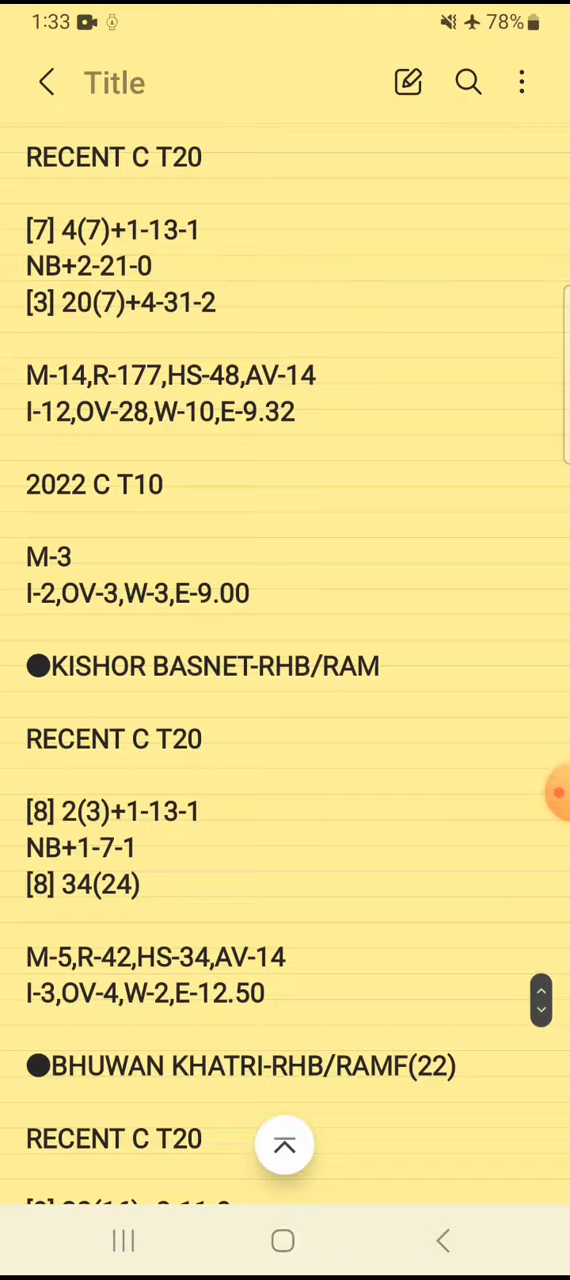 1:33
78%
Title
RECENT C T20
[7] 4(7)+1-13-1
NB+2-21-0
[3] 20(7)+4-31-2
M-14,R-177,HS-48,AV-14
I-12,OV-28,W-10,E-9.32
2022 C T10
M-3
I-2,OV-3,W-3,E-9.00
●KISHOR BASNET-RHB/RAM
RECENT C T20
[8] 2(3)+1-13-1
NB+1-7-1
[8] 34(24)
M-5,R-42,HS-34,AV-14
I-3,OV-4,W-2,E-12.50
●BHUWAN KHATRI-RHB/RAMF(22)
RECENT C T20